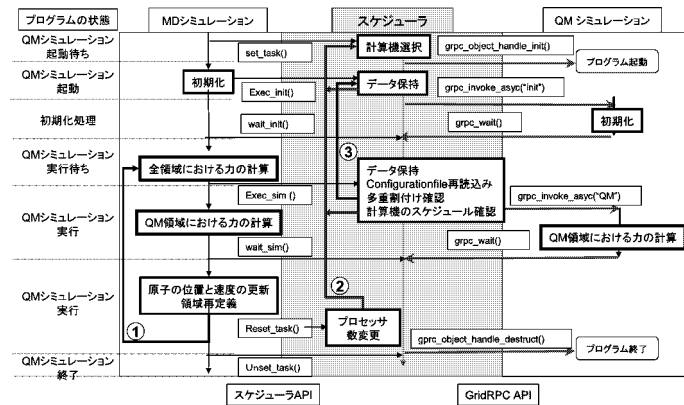 プログラムの状態
MDシミュレーション
スケジューラ
QM シミュレーション
QMシミュレーション
起動待ち
set_task()
計算機選択
grpc_object_handle_init()
プログラム起動
QMシミュレーション
起動
初期化
Exec_init()
データ保持
grpc_invoke_asyc("init")
初期化処理
wait_init()
grpc_wait()
初期化
③
QMシミュレーション
実行待ち
全領域における力の計算
データ保持
Configurationfile再読込み
多重割付け確認
計算機のスケジュール確認
Exec_sim()
grpc_invoke_asyc("QM")
QMシミュレーション
実行
QM領域における力の計算
wait_sim()
grpc_wait()
QM領域における力の計算
QMシミュレーション
実行
原子の位置と速度の更新
領域再定義
①
②
Reset_task()
プロセッサ
数変更
gprc_object_handle_destruct()
プログラム終了
QMシミュレーション
終了
Unset_task()
スケジューラAPI
GridRPC API